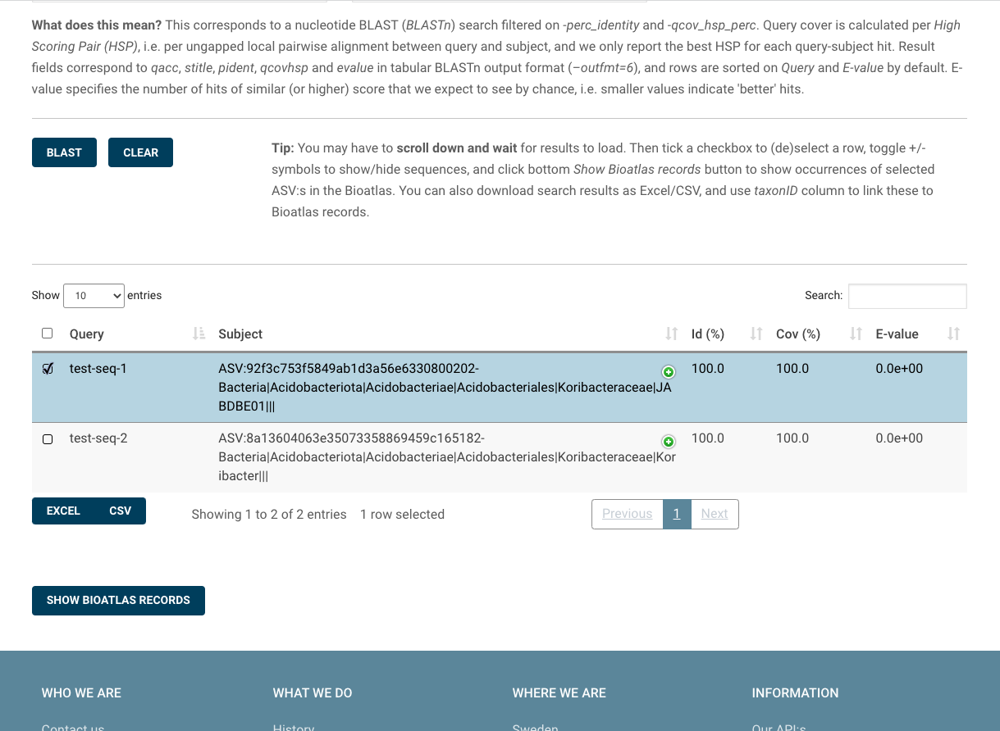 What does this mean? This corresponds to a nucleotide BLAST (BLASTn) search filtered on -perc_identity and -qcov_hsp_perc. Query cover is calculated per High
Scoring Pair (HSP), i.e. per ungapped local pairwise alignment between query and subject, and we only report the best HSP for each query-subject hit. Result
fields correspond to qacc, stitle, pident, qcovhsp and evalue in tabular BLASTn output format (–outfmt=6), and rows are sorted on Query and E-value by default. E-
value specifies the number of hits of similar (or higher) score that we expect to see by chance, i.e. smaller values indicate 'better' hits.
BLAST CLEAR
Tip: You may have to scroll down and wait for results to load. Then tick a checkbox to (de)select a row, toggle +/-
symbols to show/hide sequences, and click bottom Show Bioatlas records button to show occurrences of selected
ASV:s in the Bioatlas. You can also download search results as Excel/CSV, and use taxonID column to link these to
Bioatlas records.
Show 10 entries Search:
Query Subject Id (%) Cov (%) E-value
test-seq-1 ASV:92f3c753f5849ab1d3a56e6330800202- 100.0 100.0 0.0e+00
Bacteria|Acidobacteriota|Acidobacteriae|Acidobacteriales|Koribacteraceae|JA
BDBE01|||
test-seq-2 ASV:8a13604063e35073358869459c165182- 100.0 100.0 0.0e+00
Bacteria|Acidobacteriota|Acidobacteriae|Acidobacteriales|Koribacteraceae|Kor
ibacter|||
EXCEL CSV Showing 1 to 2 of 2 entries 1 row selected Previous 1 Next
SHOW BIOATLAS RECORDS
WHO WE ARE WHAT WE DO WHERE WE ARE INFORMATION
Contact us History Sweden Our API:s